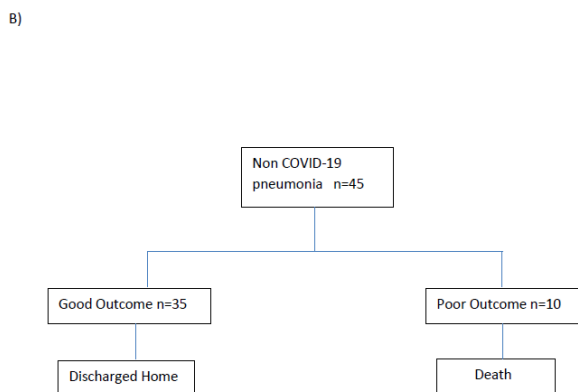 B)
Non COVID-19
pneumonia n=45
Good Outcome n=35
Poor Outcome n=10
Discharged Home
Death